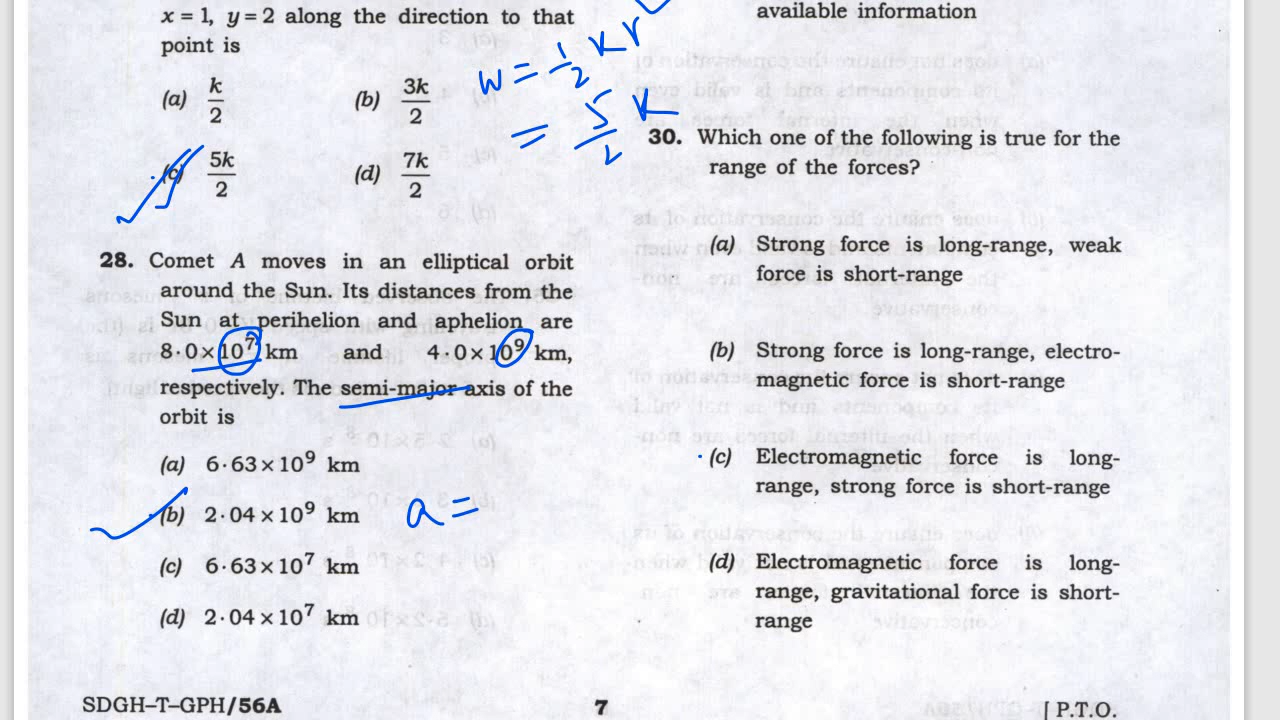 x = 1, y = 2 along the direction to that
point is
(a) k/2
(b) 3k/2
(c) 5k/2
(d) 7k/2
W = 1/2 K r
= 5/2 K
28. Comet A moves in an elliptical orbit
around the Sun. Its distances from the
Sun at perihelion and aphelion are
8·0×10⁷ km and 4·0×10⁹ km,
respectively. The semi-major axis of the
orbit is
(a) 6·63×10⁹ km
(b) 2·04×10⁹ km
a =
(c) 6·63×10⁷ km
(d) 2·04×10⁷ km
available information
30. Which one of the following is true for the
range of the forces?
(a) Strong force is long-range, weak
force is short-range
(b) Strong force is long-range, electro-
magnetic force is short-range
(c) Electromagnetic force is long-
range, strong force is short-range
(d) Electromagnetic force is long-
range, gravitational force is short-
range
SDGH–T–GPH/56A
7
[ P.T.O.